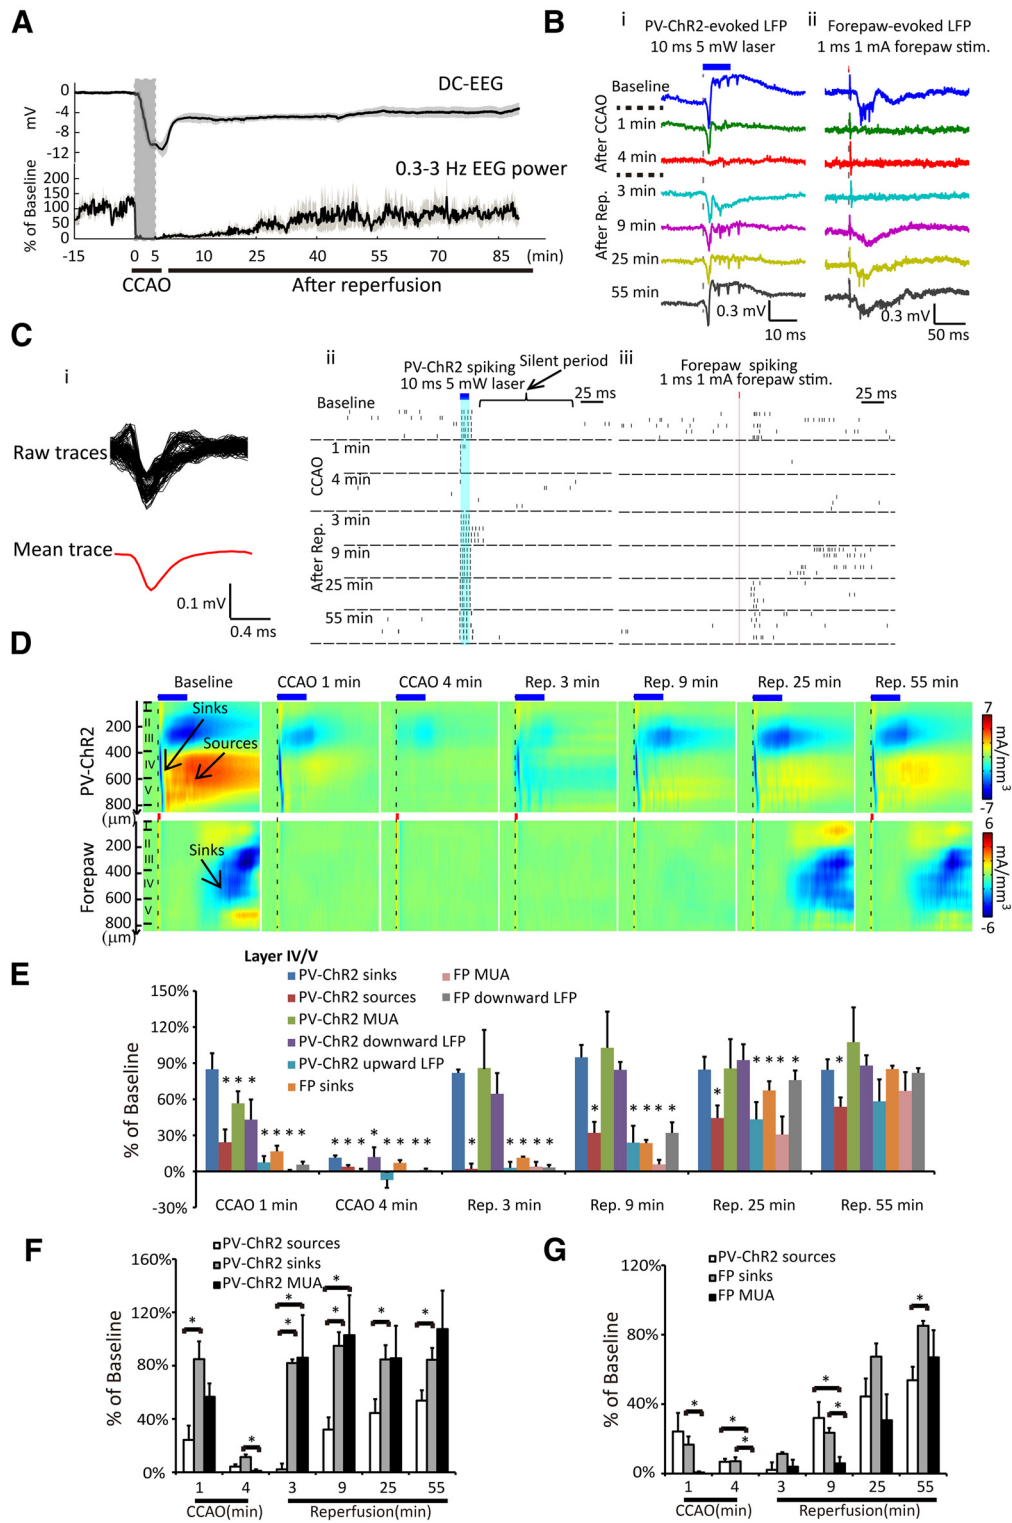 A
DC-EEG
mV
0
-4
-8
-12
0.3-3 Hz EEG power
% of Baseline
200
150
100
50
0
-15 0 5 10 25 40 55 70 85 (min)
CCAO After reperfusion
B
i PV-ChR2-evoked LFP
10 ms 5 mW laser
ii Forepaw-evoked LFP
1 ms 1 mA forepaw stim.
Baseline
After CCAO
1 min
4 min
After Rep.
3 min
9 min
25 min
55 min
0.3 mV
10 ms
0.3 mV
50 ms
C
i
Raw traces
Mean trace
0.1 mV
0.4 ms
ii
PV-ChR2 spiking
10 ms 5 mW laser
Silent period
25 ms
iii
Forepaw spiking
1 ms 1 mA forepaw stim.
25 ms
Baseline
CCAO
1 min
4 min
After Rep.
3 min
9 min
25 min
55 min
D
Baseline CCAO 1 min CCAO 4 min Rep. 3 min Rep. 9 min Rep. 25 min Rep. 55 min
PV-ChR2
200
400
600
800
(μm)
I
II
III
IV
V
Sinks
Sources
7
mA/mm3
-7
Forepaw
200
400
600
800
(μm)
I
II
III
IV
V
Sinks
6
mA/mm3
-6
E
Layer IV/V
PV-ChR2 sinks
PV-ChR2 sources
PV-ChR2 MUA
PV-ChR2 downward LFP
PV-ChR2 upward LFP
FP sinks
FP MUA
FP downward LFP
% of Baseline
150%
120%
90%
60%
30%
0%
-30%
* * * * * * *
* * * * * * * *
* * * * *
* * * * *
* * * * *
*
CCAO 1 min CCAO 4 min Rep. 3 min Rep. 9 min Rep. 25 min Rep. 55 min
F
PV-ChR2 sources
PV-ChR2 sinks
PV-ChR2 MUA
% of Baseline
160%
120%
80%
40%
0%
* * * * * * * *
1 4 3 9 25 55
CCAO(min) Reperfusion(min)
G
PV-ChR2 sources
FP sinks
FP MUA
% of Baseline
120%
80%
40%
0%
* * * * * *
1 4 3 9 25 55
CCAO(min) Reperfusion(min)